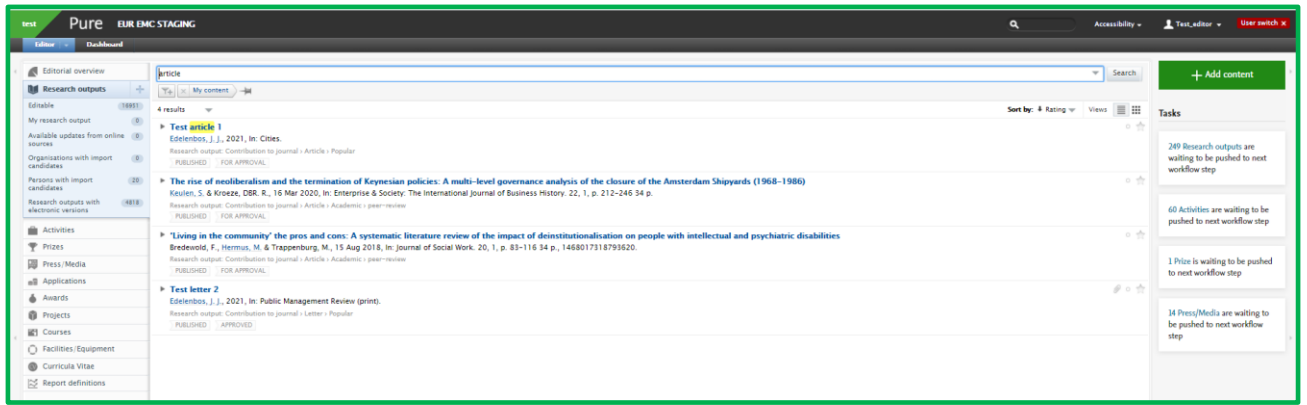 test Pure EUR EMC STAGING Accessibility Test_editor User switch x
Editor Dashboard
Editorial overview
Research outputs
Editable 16951
My research output 0
Available updates from online sources 0
Organisations with import candidates 0
Persons with import candidates 20
Research outputs with electronic versions 4818
Activities
Prizes
Press/Media
Applications
Awards
Projects
Courses
Facilities/Equipment
Curricula Vitae
Report definitions
article Search
My content
4 results Sort by: Rating Views
Test article 1
Edelenbos, J. J., 2021, In: Cities.
Research output: Contribution to journal › Article › Popular
PUBLISHED FOR APPROVAL
The rise of neoliberalism and the termination of Keynesian policies: A multi-level governance analysis of the closure of the Amsterdam Shipyards (1968-1986)
Keulen, S. & Kroeze, DBR. R., 16 Mar 2020, In: Enterprise & Society: The International Journal of Business History. 22, 1, p. 212-246 34 p.
Research output: Contribution to journal › Article › Academic › peer-review
PUBLISHED FOR APPROVAL
'Living in the community' the pros and cons: A systematic literature review of the impact of deinstitutionalisation on people with intellectual and psychiatric disabilities
Bredewold, F., Hermus, M. & Trappenburg, M., 15 Aug 2018, In: Journal of Social Work. 20, 1, p. 83-116 34 p., 1468017318793620.
Research output: Contribution to journal › Article › Academic › peer-review
PUBLISHED FOR APPROVAL
Test letter 2
Edelenbos, J. J., 2021, In: Public Management Review (print).
Research output: Contribution to journal › Letter › Popular
PUBLISHED APPROVED
+ Add content
Tasks
249 Research outputs are
waiting to be pushed to next
workflow step
60 Activities are waiting to be
pushed to next workflow step
1 Prize is waiting to be pushed
to next workflow step
14 Press/Media are waiting to
be pushed to next workflow
step